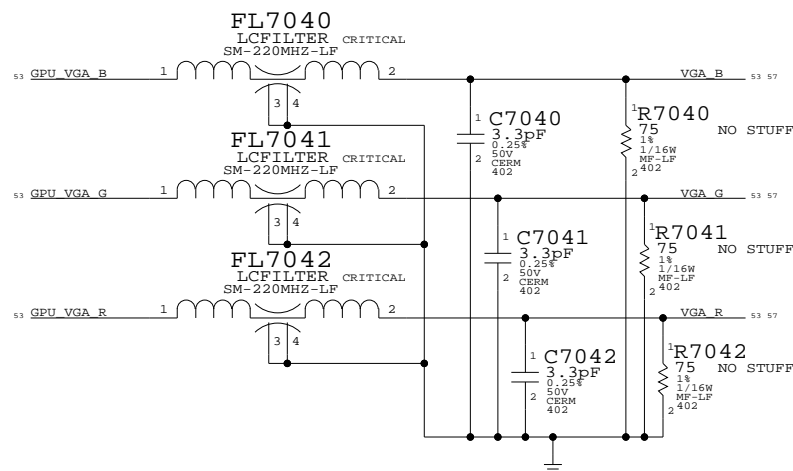 FL7040
LCFILTER CRITICAL
SM-220MHZ-LF
53 GPU_VGA_B 1 2 VGA_B 53 57
3 4
1 C7040
3.3pF
0.25%
2 50V
CERM
402
1 R7040
75 NO STUFF
1%
1/16W
MF-LF
2 402
FL7041
LCFILTER CRITICAL
SM-220MHZ-LF
53 GPU_VGA_G 1 2 VGA_G 53 57
3 4
1 C7041
3.3pF
0.25%
2 50V
CERM
402
1 R7041
75 NO STUFF
1%
1/16W
MF-LF
2 402
FL7042
LCFILTER CRITICAL
SM-220MHZ-LF
53 GPU_VGA_R 1 2 VGA_R 53 57
3 4
1 C7042
3.3pF
0.25%
2 50V
CERM
402
1 R7042
75 NO STUFF
1%
1/16W
MF-LF
2 402